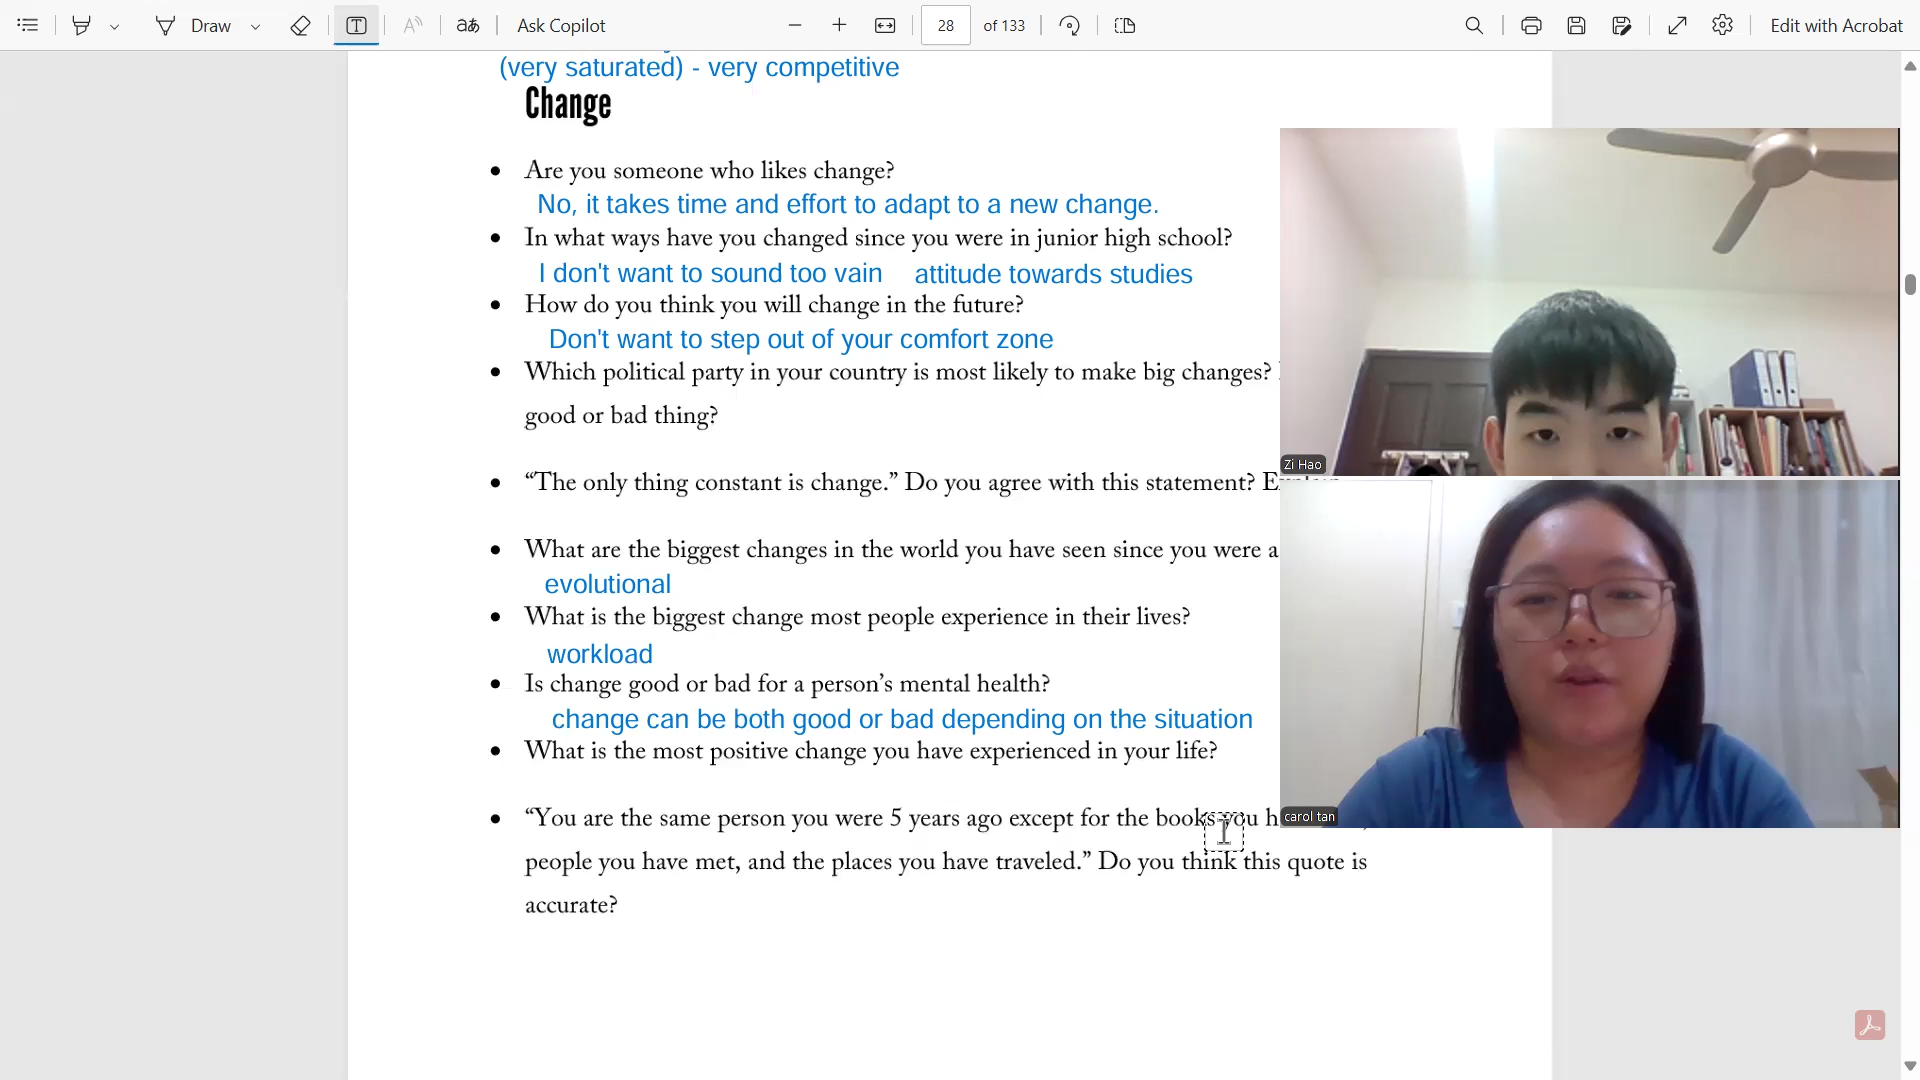 Draw
Ask Copilot
28 of 133
Edit with Acrobat
(very saturated) - very competitive
Change
Are you someone who likes change?
No, it takes time and effort to adapt to a new change.
In what ways have you changed since you were in junior high school?
I don't want to sound too vain attitude towards studies
How do you think you will change in the future?
Don't want to step out of your comfort zone
Which political party in your country is most likely to make big changes?
good or bad thing?
“The only thing constant is change.” Do you agree with this statement?
What are the biggest changes in the world you have seen since you were a
evolutional
What is the biggest change most people experience in their lives?
workload
Is change good or bad for a person’s mental health?
change can be both good or bad depending on the situation
What is the most positive change you have experienced in your life?
“You are the same person you were 5 years ago except for the books you
people you have met, and the places you have traveled.” Do you think this quote is
accurate?
Zi Hao
carol tan